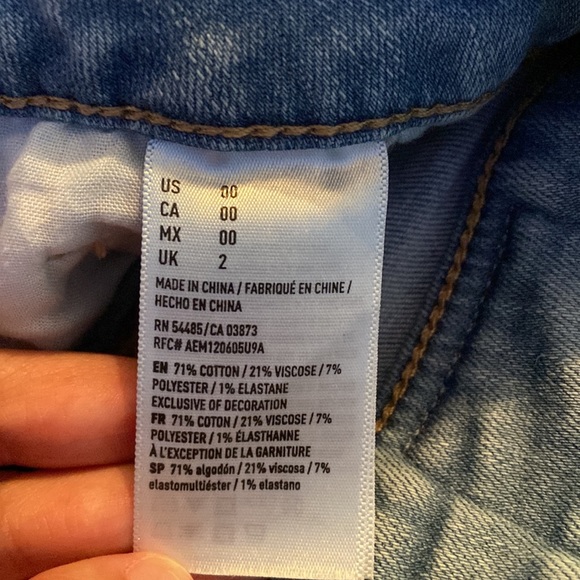 US 00
CA 00
MX 00
UK 2
MADE IN CHINA / FABRIQUÉ EN CHINE /
HECHO EN CHINA
RN 54485/CA 03873
RFC# AEM120605U9A
EN 71% COTTON / 21% VISCOSE / 7%
POLYESTER / 1% ELASTANE
EXCLUSIVE OF DECORATION
FR 71% COTON / 21% VISCOSE / 7%
POLYESTER / 1% ÉLASTHANNE
À L'EXCEPTION DE LA GARNITURE
SP 71% algodón / 21% viscosa / 7%
elastomultiéster / 1% elastano